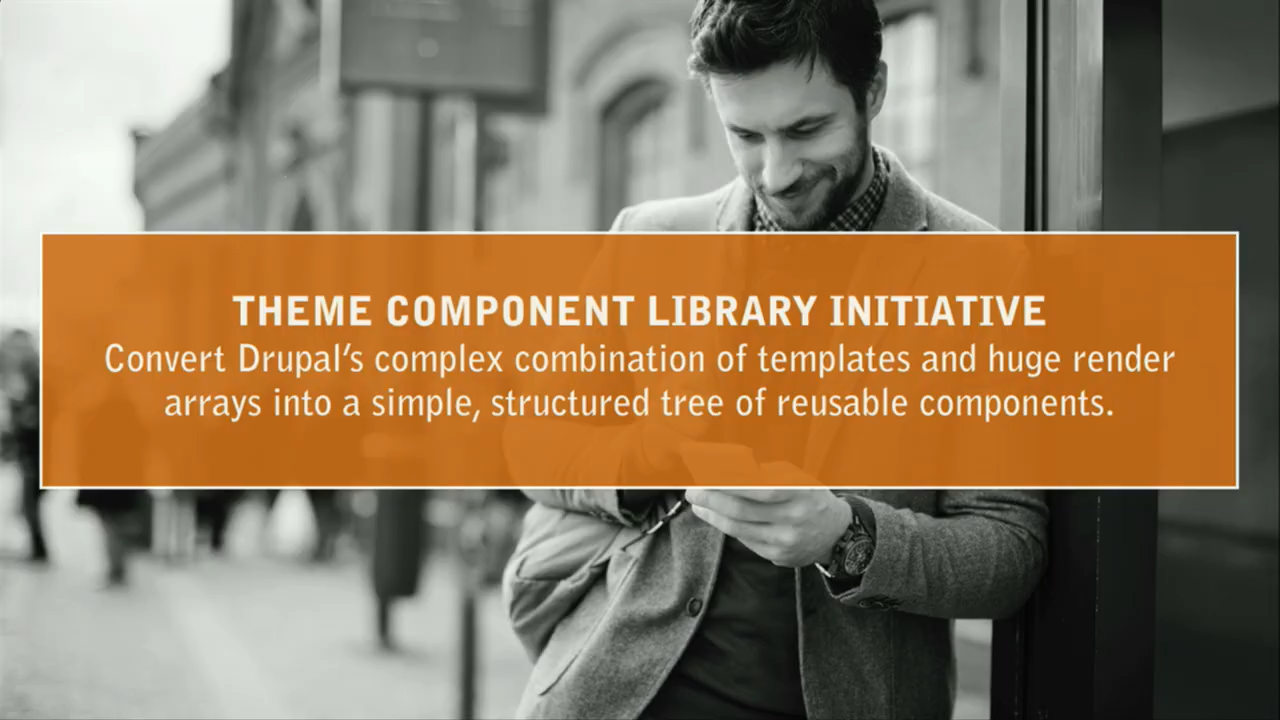 THEME COMPONENT LIBRARY INITIATIVE
Convert Drupal’s complex combination of templates and huge render
arrays into a simple, structured tree of reusable components.